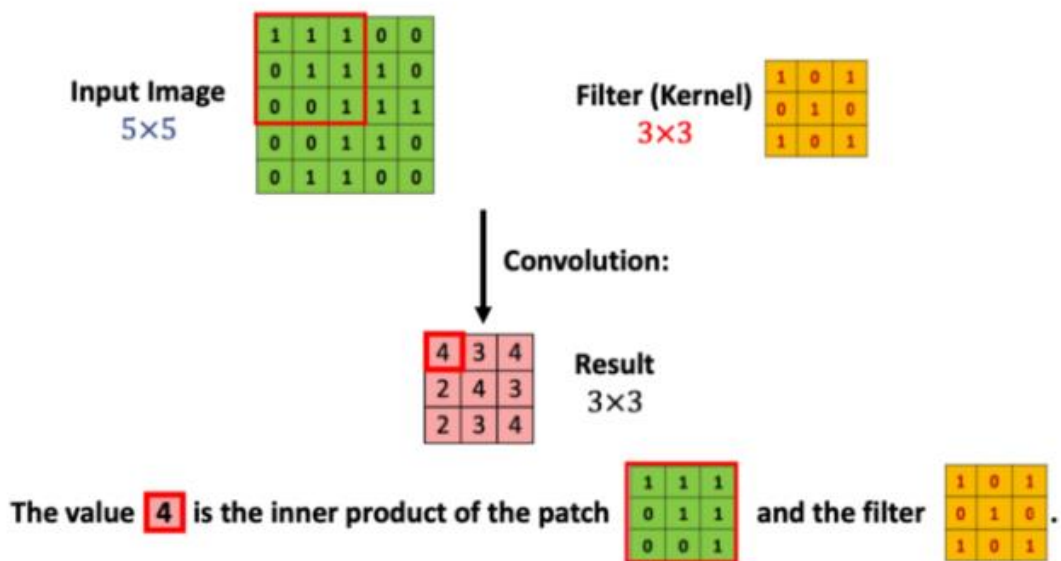 1 1 1 0 0
0 1 1 1 0
0 0 1 1 1
0 0 1 1 0
0 1 1 0 0
Input Image
5×5
Filter (Kernel)
3×3
1 0 1
0 1 0
1 0 1
Convolution:
4 3 4
2 4 3
2 3 4
Result
3×3
The value 4 is the inner product of the patch
1 1 1
0 1 1
0 0 1
and the filter
1 0 1
0 1 0
1 0 1
.